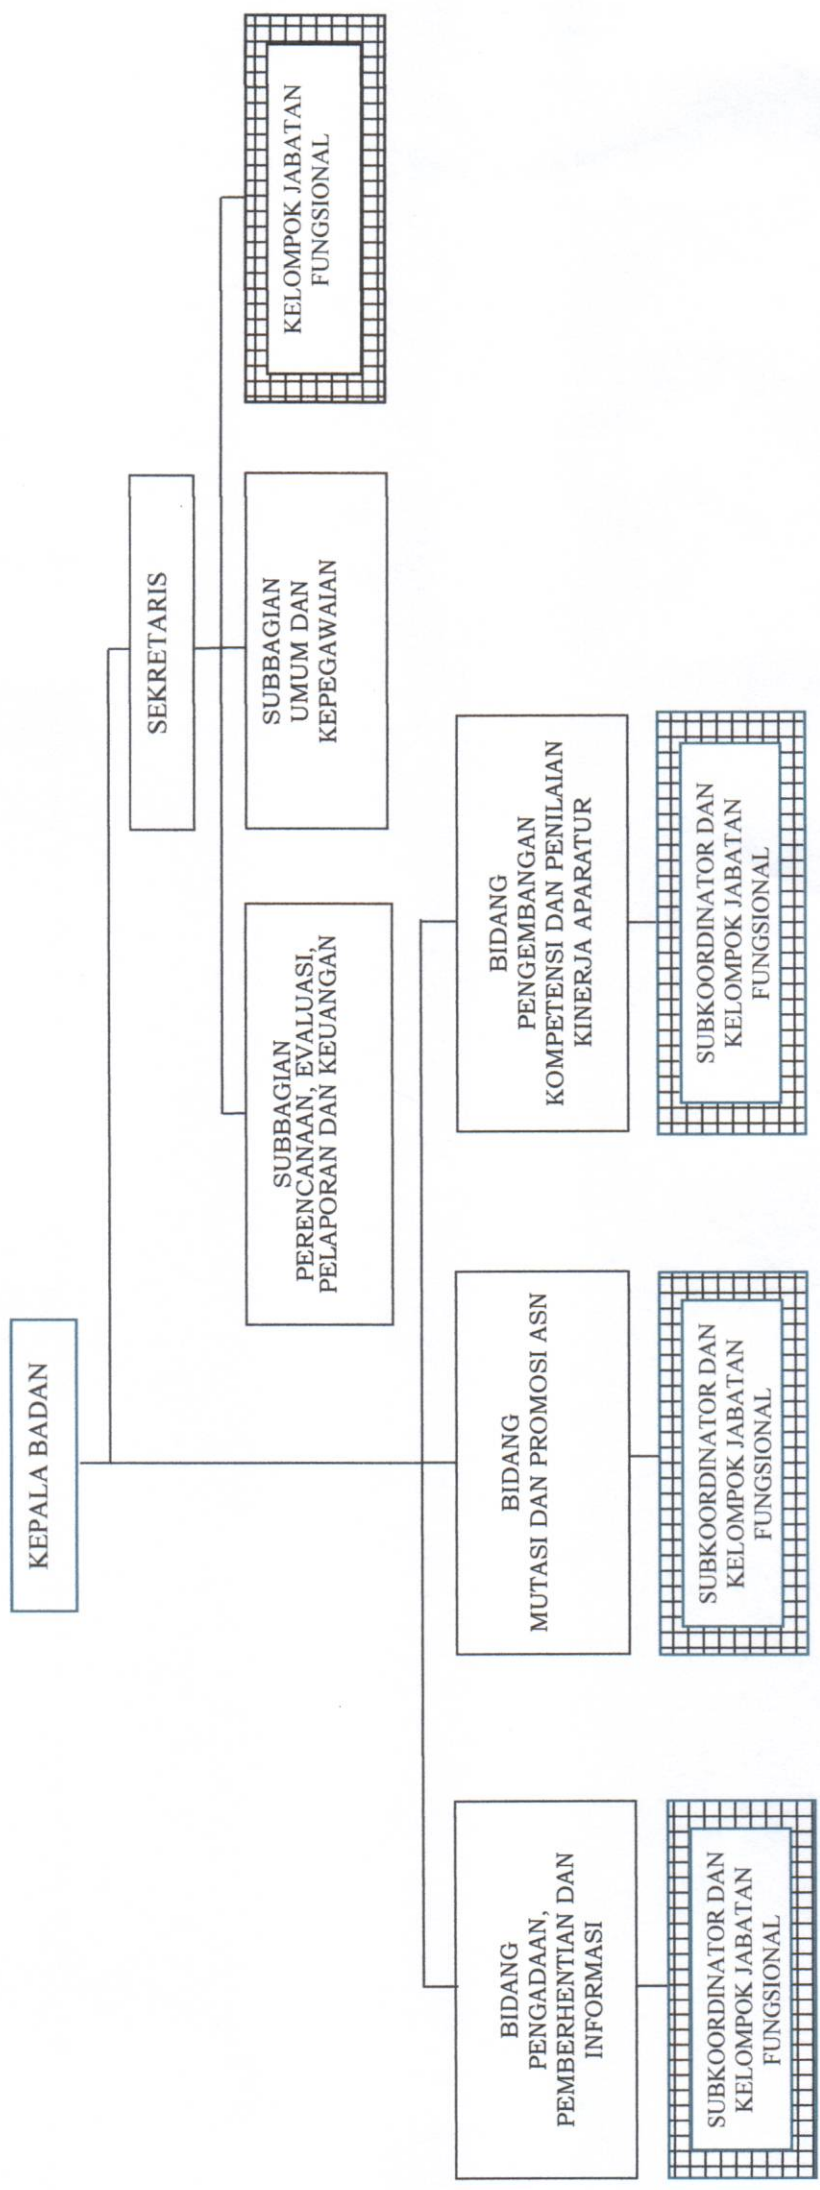 KEPALA BADAN
SEKRETARIS
SUBBAGIAN
PERENCANAAN, EVALUASI,
PELAPORAN DAN KEUANGAN
SUBBAGIAN
UMUM DAN
KEPEGAWAIAN
KELOMPOK JABATAN
FUNGSIONAL
BIDANG
PENGADAAN,
PEMBERHENTIAN DAN
INFORMASI
BIDANG
MUTASI DAN PROMOSI ASN
BIDANG
PENGEMBANGAN
KOMPETENSI DAN PENILAIAN
KINERJA APARATUR
SUBKOORDINATOR DAN
KELOMPOK JABATAN
FUNGSIONAL
SUBKOORDINATOR DAN
KELOMPOK JABATAN
FUNGSIONAL
SUBKOORDINATOR DAN
KELOMPOK JABATAN
FUNGSIONAL